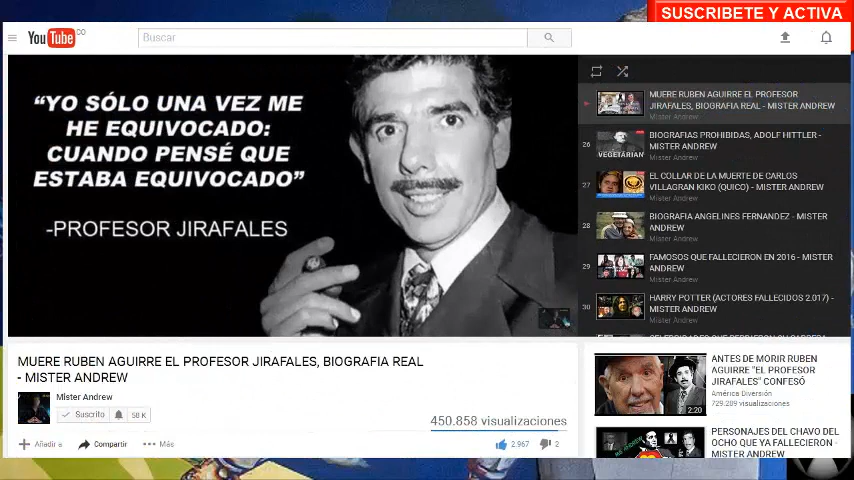 SUSCRIBETE Y ACTIVA
YouTube CO
Buscar
“YO SÓLO UNA VEZ ME
HE EQUIVOCADO:
CUANDO PENSÉ QUE
ESTABA EQUIVOCADO”
-PROFESOR JIRAFALES
MUERE RUBEN AGUIRRE EL PROFESOR JIRAFALES, BIOGRAFIA REAL
- MISTER ANDREW
Mister Andrew
Suscrito
58 K
450.858 visualizaciones
Añadir a
Compartir
Más
2.967
2
MUERE RUBEN AGUIRRE EL PROFESOR
JIRAFALES, BIOGRAFIA REAL - MISTER ANDREW
Mister Andrew
26
VEGETARIAN
BIOGRAFIAS PROHIBIDAS, ADOLF HITTLER -
MISTER ANDREW
Mister Andrew
27
EL COLLAR DE LA MUERTE DE CARLOS
VILLAGRAN KIKO (QUICO) - MISTER ANDREW
Mister Andrew
28
BIOGRAFIA ANGELINES FERNANDEZ - MISTER
ANDREW
Mister Andrew
29
FAMOSOS QUE FALLECIERON EN 2016 - MISTER
ANDREW
Mister Andrew
30
HARRY POTTER (ACTORES FALLECIDOS 2.017) -
MISTER ANDREW
Mister Andrew
2:20
ANTES DE MORIR RUBEN
AGUIRRE "EL PROFESOR
JIRAFALES" CONFESÓ
América Diversión
729.289 visualizaciones
PERSONAJES DEL CHAVO DEL
OCHO QUE YA FALLECIERON -
MISTER ANDREW